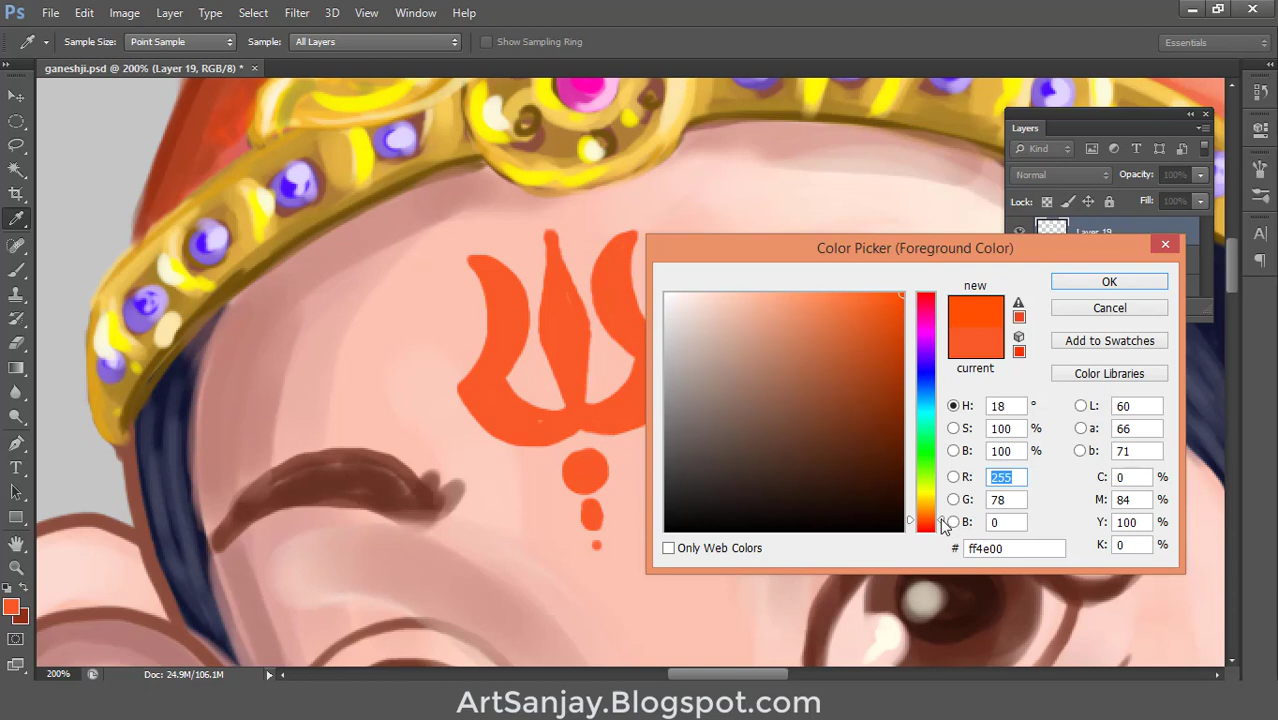 Ps File Edit Image Layer Type Select Filter 3D View Window Help
Sample Size: Point Sample Sample: All Layers Show Sampling Ring Essentials
ganeshji.psd @ 200% (Layer 19, RGB/8) *
Layers
Kind
Normal Opacity: 100%
Lock: Fill: 100%
Layer 19
Color Picker (Foreground Color)
new
current
OK
Cancel
Add to Swatches
Color Libraries
H: 18 ° L: 60
S: 100 % a: 66
B: 100 % b: 71
R: 255 C: 0 %
G: 78 M: 84 %
B: 0 Y: 100 %
K: 0 %
Only Web Colors # ff4e00
200% Doc: 24.9M/106.1M
ArtSanjay.Blogspot.com